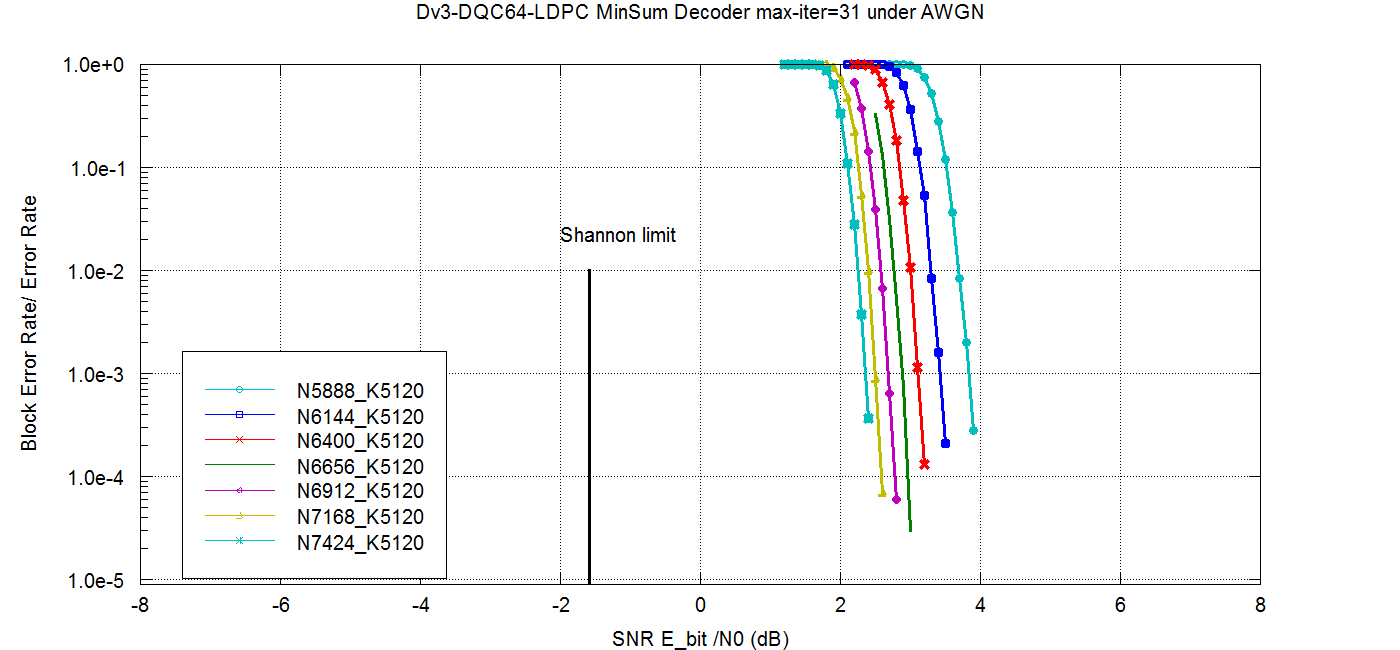 Dv3-DQC64-LDPC MinSum Decoder max-iter=31 under AWGN
Block Error Rate/ Error Rate
1.0e+0
1.0e-1
1.0e-2
1.0e-3
1.0e-4
1.0e-5
Shannon limit
N5888_K5120
N6144_K5120
N6400_K5120
N6656_K5120
N6912_K5120
N7168_K5120
N7424_K5120
-8 -6 -4 -2 0 2 4 6 8
SNR E_bit /N0 (dB)